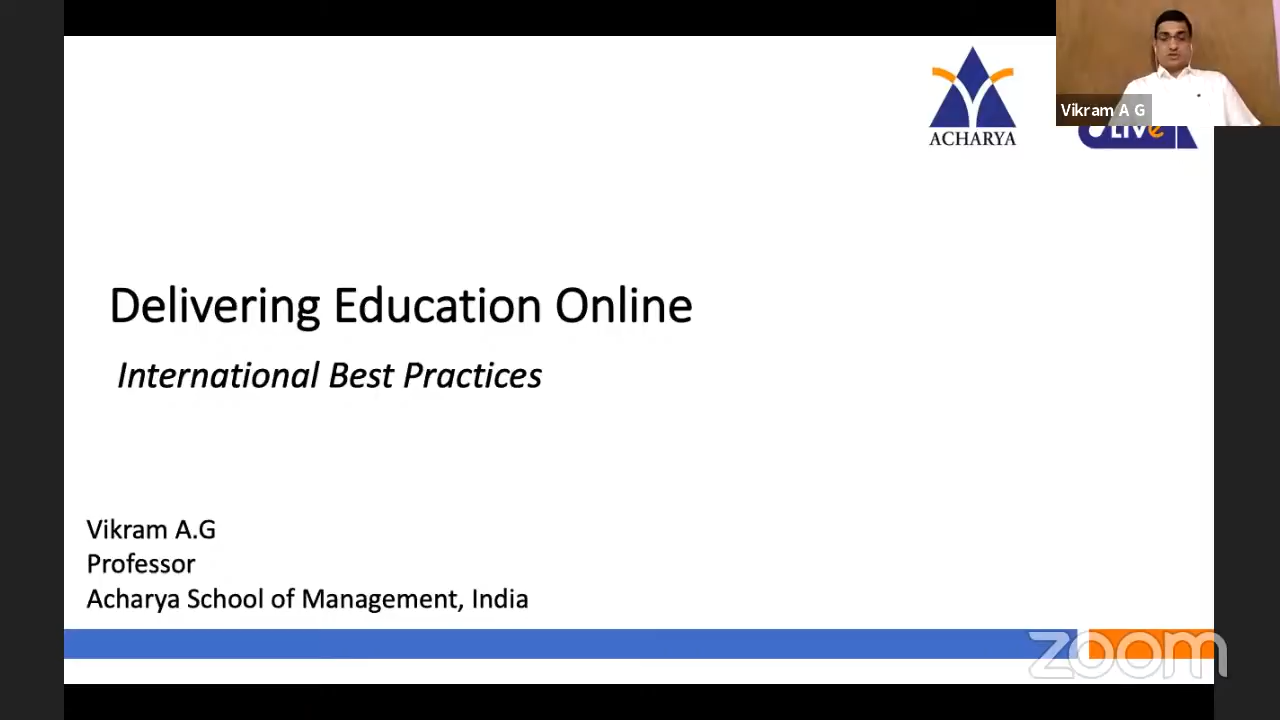 ACHARYA
LIVe
Vikram A G
Delivering Education Online
International Best Practices
Vikram A.G
Professor
Acharya School of Management, India
zoom